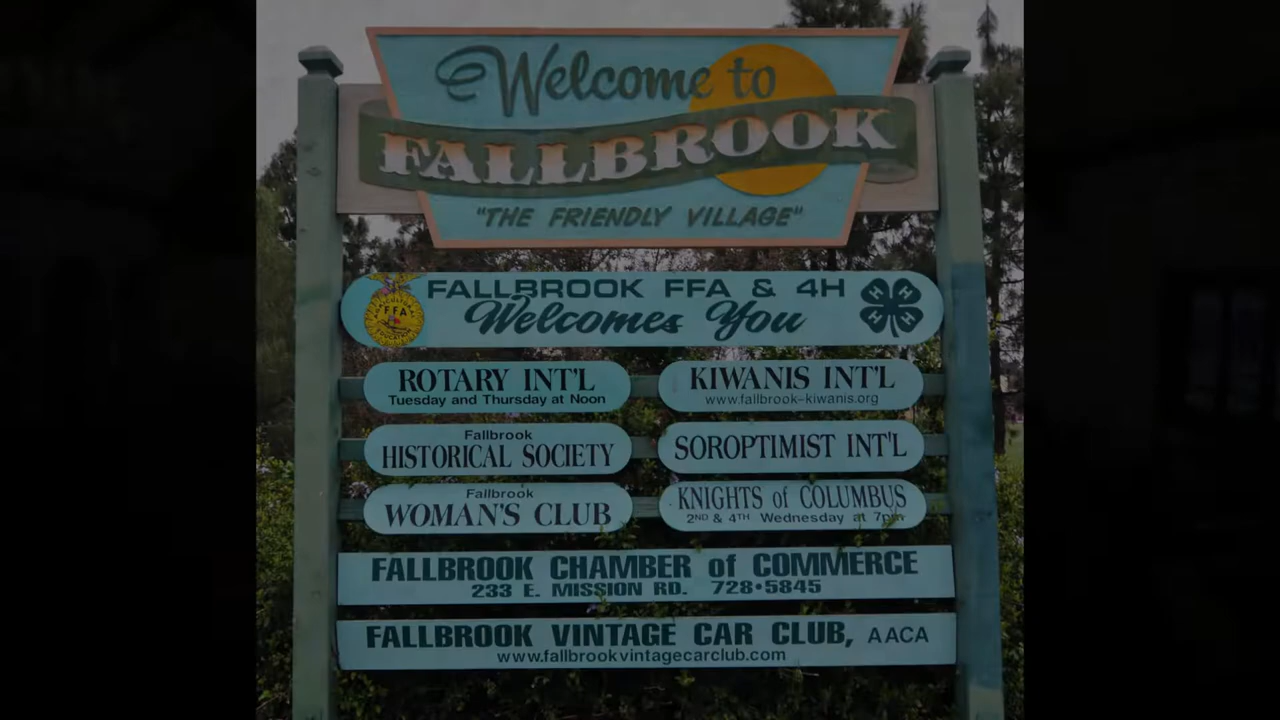 Welcome to
FALLBROOK
"THE FRIENDLY VILLAGE"
FALLBROOK FFA & 4H
Welcomes You
AGRICULTURAL
FFA
EDUCATION
H H
H H
ROTARY INT'L
Tuesday and Thursday at Noon
KIWANIS INT'L
www.fallbrook-kiwanis.org
Fallbrook
HISTORICAL SOCIETY
SOROPTIMIST INT'L
Fallbrook
WOMAN'S CLUB
KNIGHTS of COLUMBUS
2ND & 4TH Wednesday at 7pm
FALLBROOK CHAMBER of COMMERCE
233 E. MISSION RD. 728•5845
FALLBROOK VINTAGE CAR CLUB, AACA
www.fallbrookvintagecarclub.com